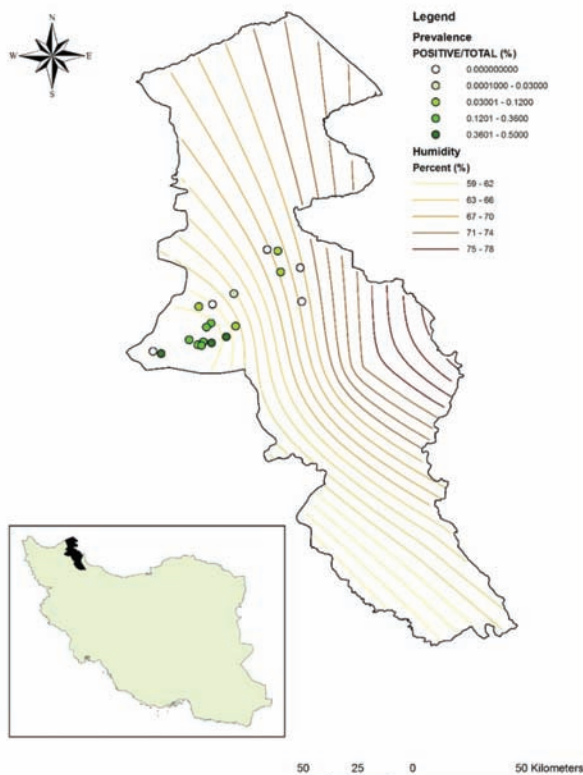 N
W
E
S
Legend
Prevalence
POSITIVE/TOTAL (%)
0.000000000
0.0001000 - 0.03000
0.03001 - 0.1200
0.1201 - 0.3600
0.3601 - 0.5000
Humidity
Percent (%)
59 - 62
63 - 66
67 - 70
71 - 74
75 - 78
50 25 0 50 Kilometers